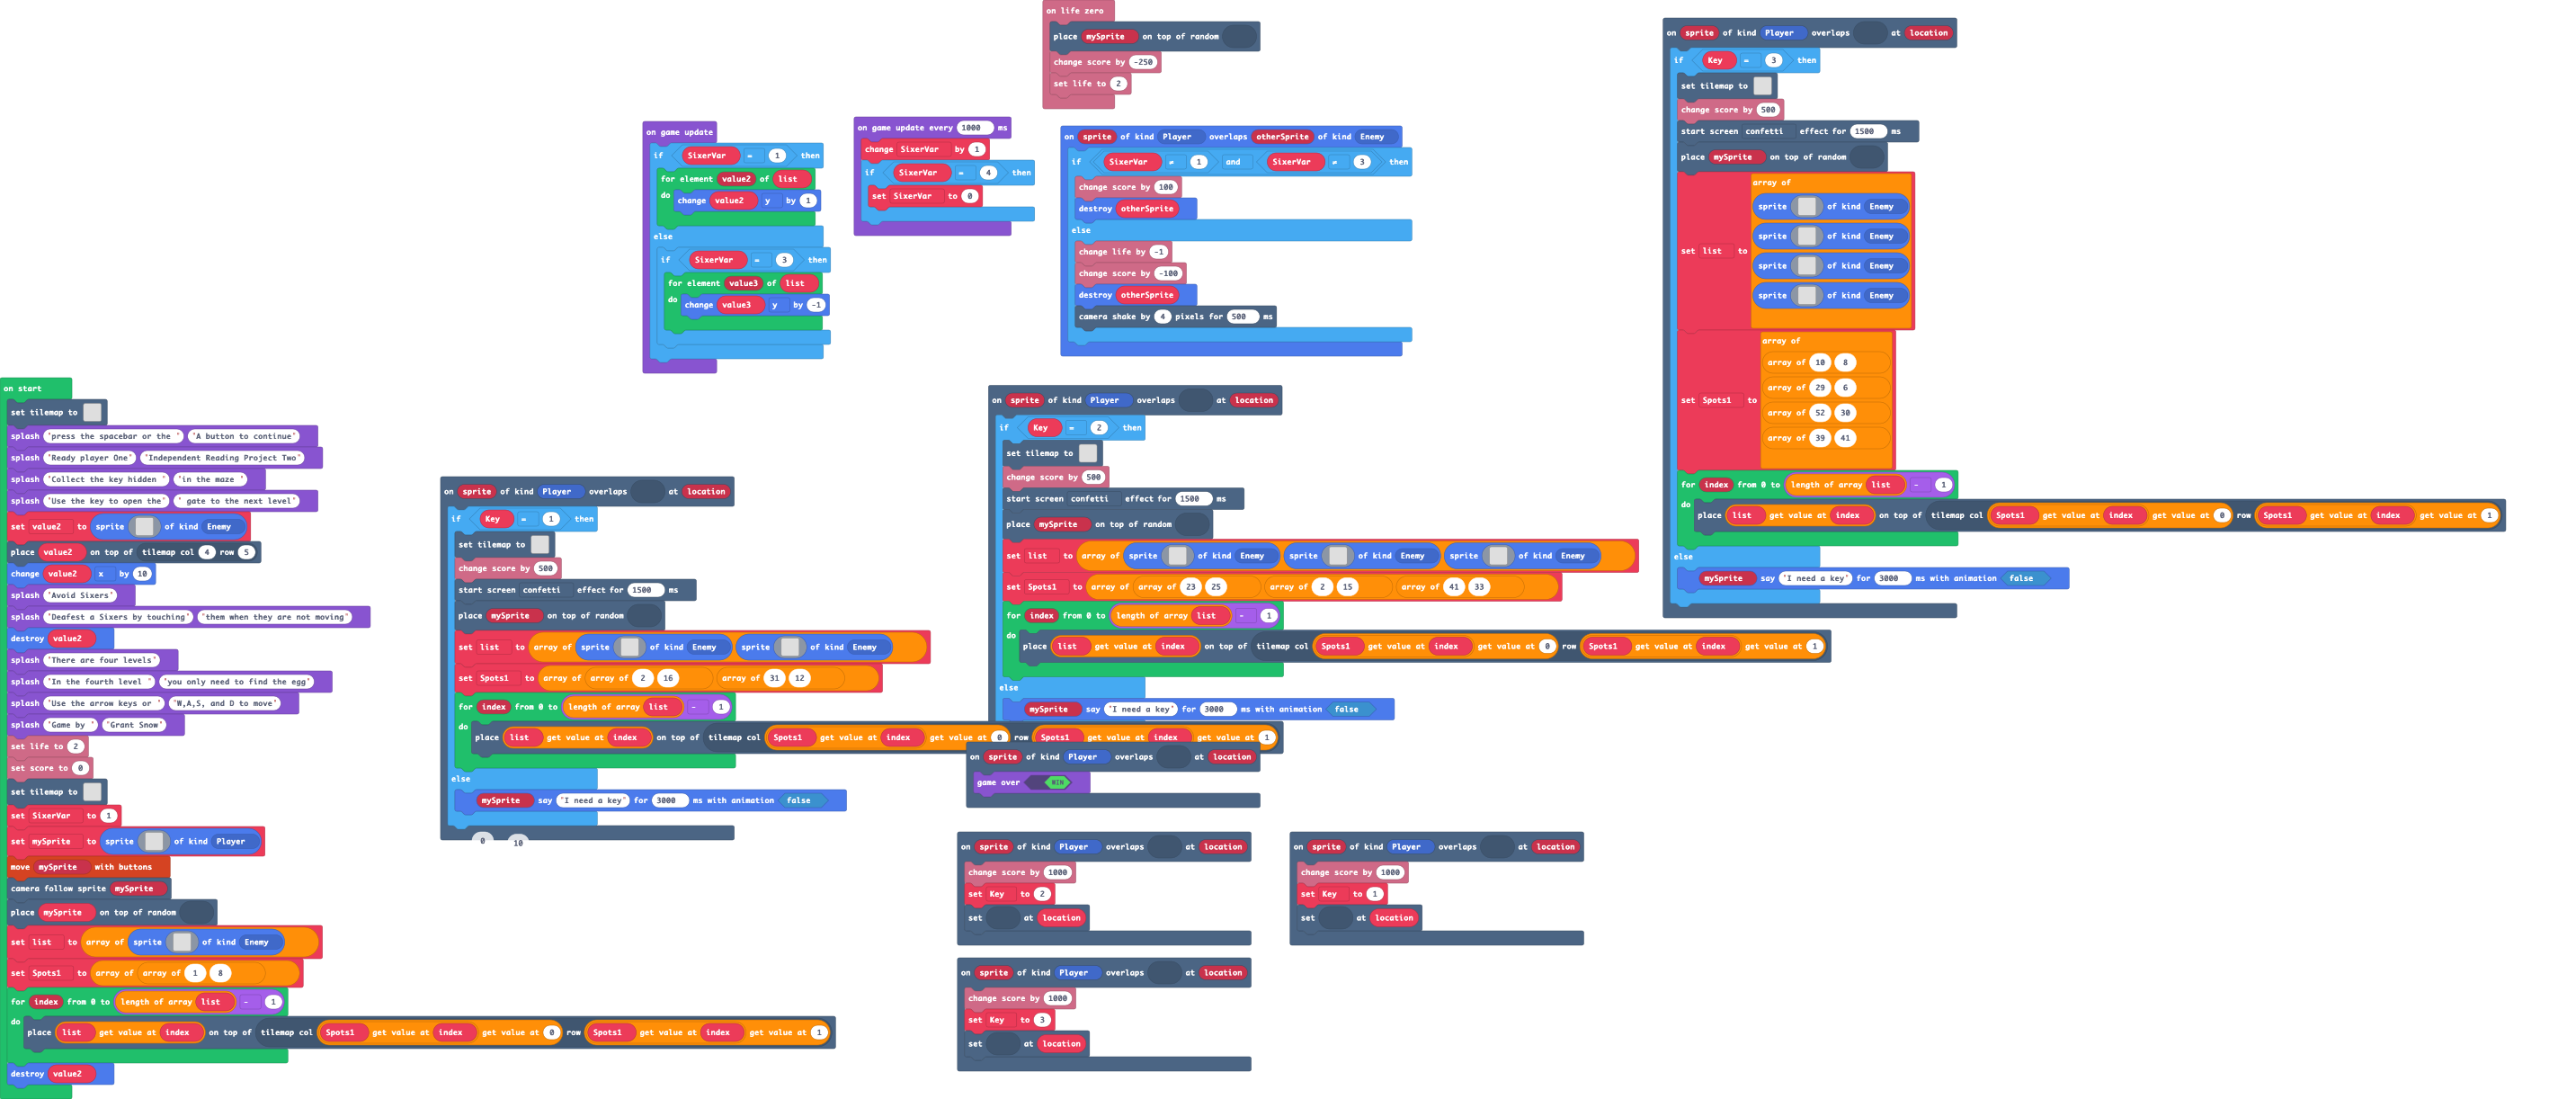 on start
set tilemap to
splash "press the spacebar or the " "A button to continue"
splash "Ready player One" "Independent Reading Project Two"
splash "Collect the key hidden " "in the maze "
splash "Use the key to open the" " gate to the next level"
set value2 to sprite of kind Enemy
place value2 on top of tilemap col 4 row 5
change value2 x by 10
splash "Avoid Sixers"
splash "Deafest a Sixers by touching" "them when they are not moving"
destroy value2
splash "There are four levels"
splash "In the fourth level " "you only need to find the egg"
splash "Use the arrow keys or " "W,A,S, and D to move"
splash "Game by " "Grant Snow"
set life to 2
set score to 0
set tilemap to
set SixerVar to 1
set mySprite to sprite of kind Player
move mySprite with buttons
camera follow sprite mySprite
place mySprite on top of random
set list to array of sprite of kind Enemy
set Spots1 to array of array of 1 8
for index from 0 to length of array list - 1
do place list get value at index on top of tilemap col Spots1 get value at index get value at 0 row Spots1 get value at index get value at 1
destroy value2
on sprite of kind Player overlaps at location
if Key = 1 then
set tilemap to
change score by 500
start screen confetti effect for 1500 ms
place mySprite on top of random
set list to array of sprite of kind Enemy sprite of kind Enemy
set Spots1 to array of array of 2 16 array of 31 12
for index from 0 to length of array list - 1
do place list get value at index on top of tilemap col Spots1 get value at index get value at 0 row Spots1 get value at index get value at 1
else
mySprite say "I need a key" for 3000 ms with animation false
0 10
on game update
if SixerVar = 1 then
for element value2 of list
do change value2 y by 1
else
if SixerVar = 3 then
for element value3 of list
do change value3 y by -1
on game update every 1000 ms
change SixerVar by 1
if SixerVar = 4 then
set SixerVar to 0
on life zero
place mySprite on top of random
change score by -250
set life to 2
on sprite of kind Player overlaps otherSprite of kind Enemy
if SixerVar ≠ 1 and SixerVar ≠ 3 then
change score by 100
destroy otherSprite
else
change life by -1
change score by -100
destroy otherSprite
camera shake by 4 pixels for 500 ms
on sprite of kind Player overlaps at location
if Key = 2 then
set tilemap to
change score by 500
start screen confetti effect for 1500 ms
place mySprite on top of random
set list to array of sprite of kind Enemy sprite of kind Enemy sprite of kind Enemy
set Spots1 to array of array of 23 25 array of 2 15 array of 41 33
for index from 0 to length of array list - 1
do place list get value at index on top of tilemap col Spots1 get value at index get value at 0 row Spots1 get value at index get value at 1
else
mySprite say "I need a key" for 3000 ms with animation false
on sprite of kind Player overlaps at location
game over WIN
on sprite of kind Player overlaps at location
change score by 1000
set Key to 2
set at location
on sprite of kind Player overlaps at location
change score by 1000
set Key to 1
set at location
on sprite of kind Player overlaps at location
change score by 1000
set Key to 3
set at location
on sprite of kind Player overlaps at location
if Key = 3 then
set tilemap to
change score by 500
start screen confetti effect for 1500 ms
place mySprite on top of random
set list to array of
sprite of kind Enemy
sprite of kind Enemy
sprite of kind Enemy
sprite of kind Enemy
set Spots1 to array of
array of 10 8
array of 29 6
array of 52 30
array of 39 41
for index from 0 to length of array list - 1
do place list get value at index on top of tilemap col Spots1 get value at index get value at 0 row Spots1 get value at index get value at 1
else
mySprite say "I need a key" for 3000 ms with animation false